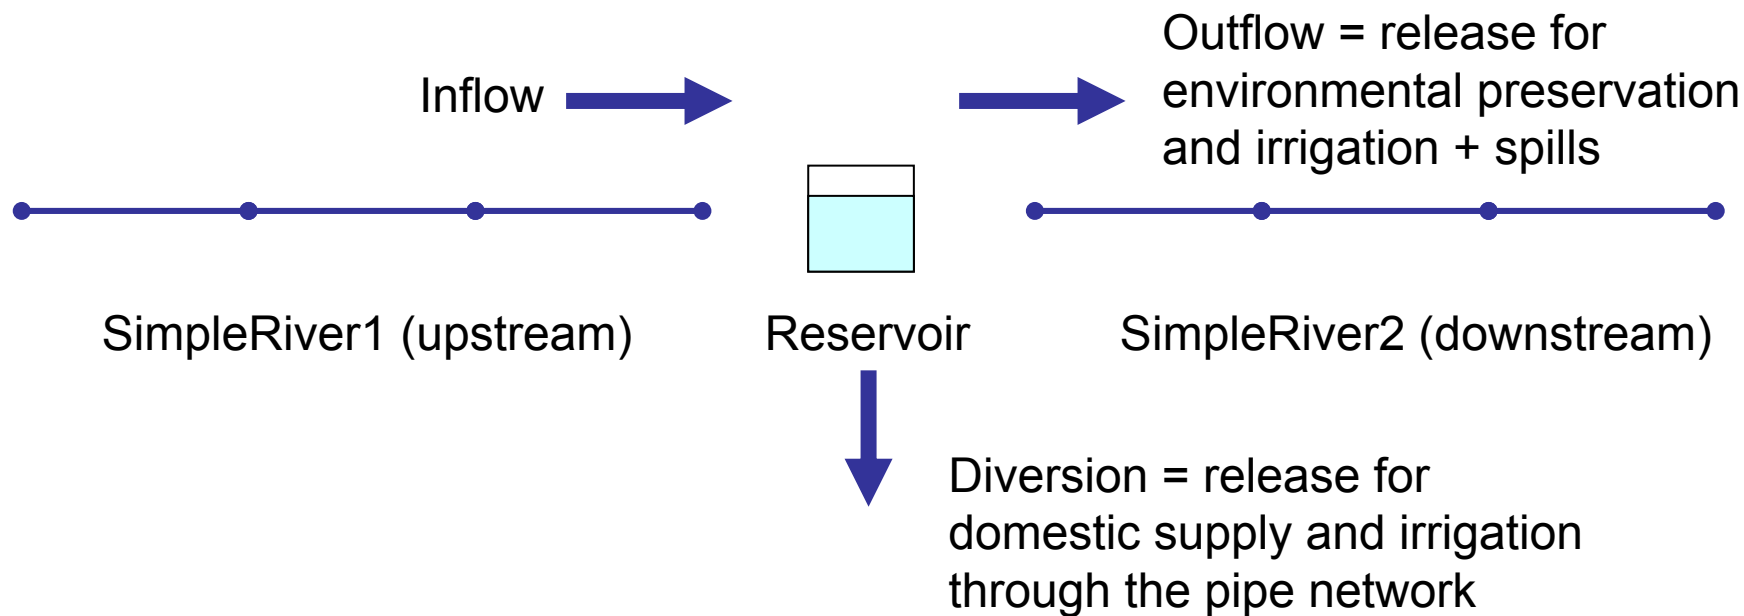 Outflow = release for
environmental preservation
and irrigation + spills
Inflow
SimpleRiver1 (upstream)
Reservoir
SimpleRiver2 (downstream)
Diversion = release for
domestic supply and irrigation
through the pipe network